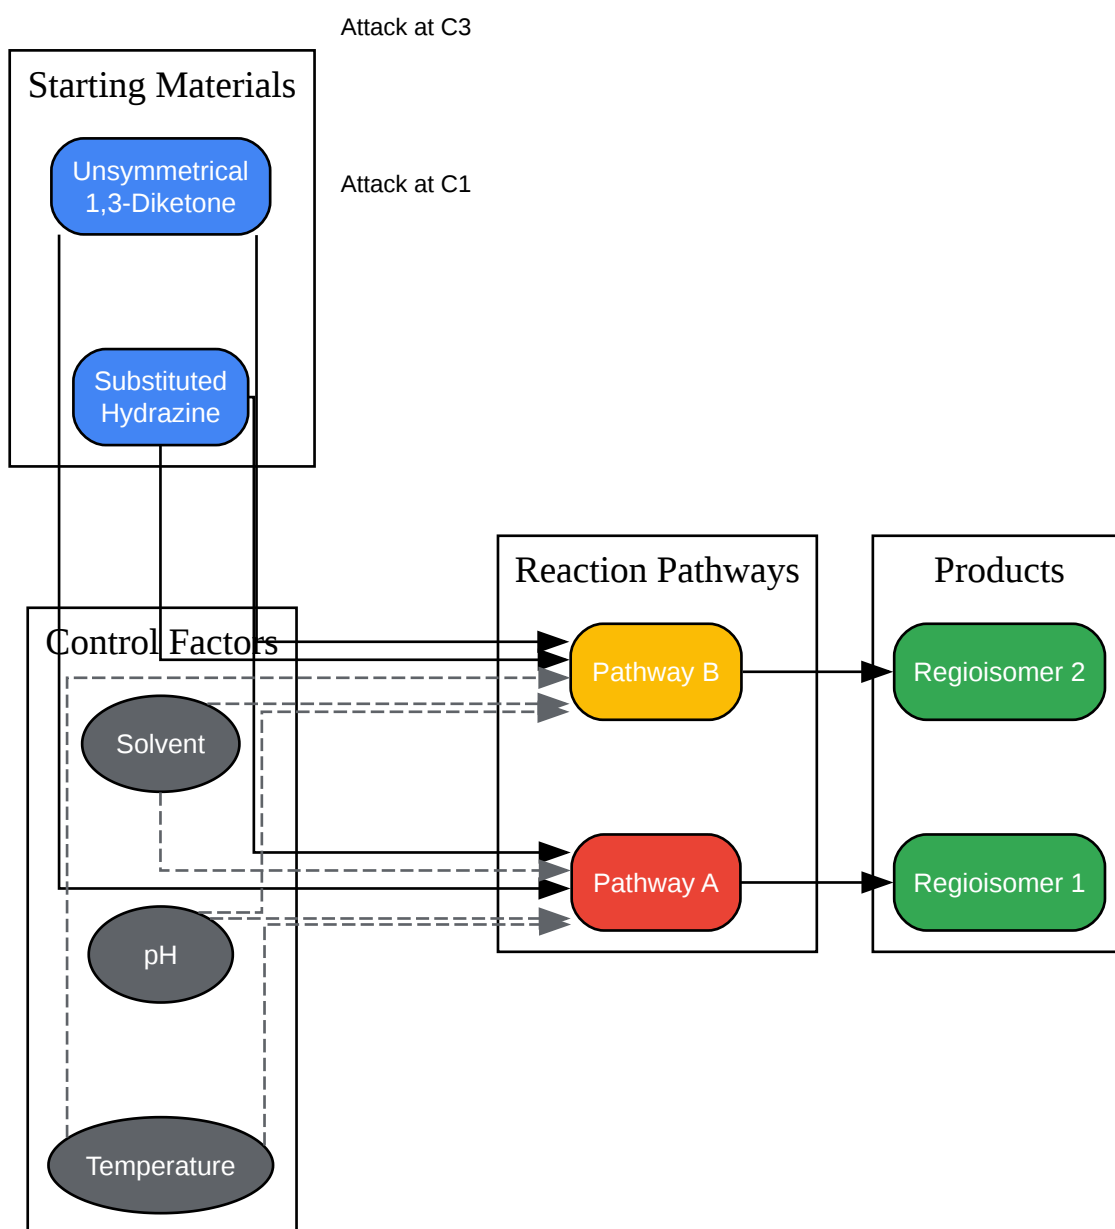 Attack at C3
Starting Materials
Unsymmetrical
1,3-Diketone
Attack at C1
Substituted
Hydrazine
Reaction Pathways
Products
Control Factors
Pathway B
Regioisomer 2
Solvent
Pathway A
Regioisomer 1
pH
Temperature